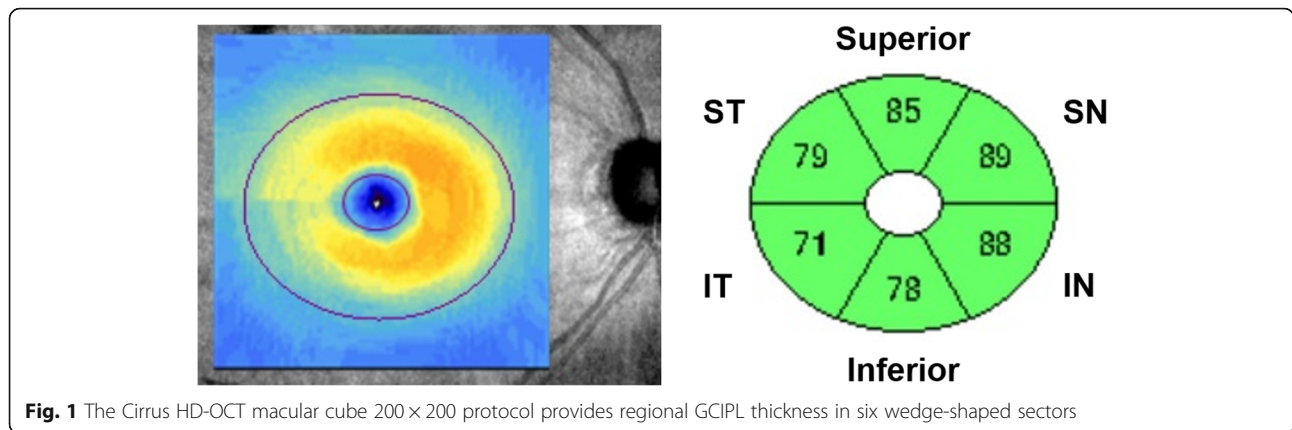 Superior
ST
SN
85
79
89
71
88
78
IT
IN
Inferior
Fig. 1 The Cirrus HD-OCT macular cube 200 × 200 protocol provides regional GCIPL thickness in six wedge-shaped sectors